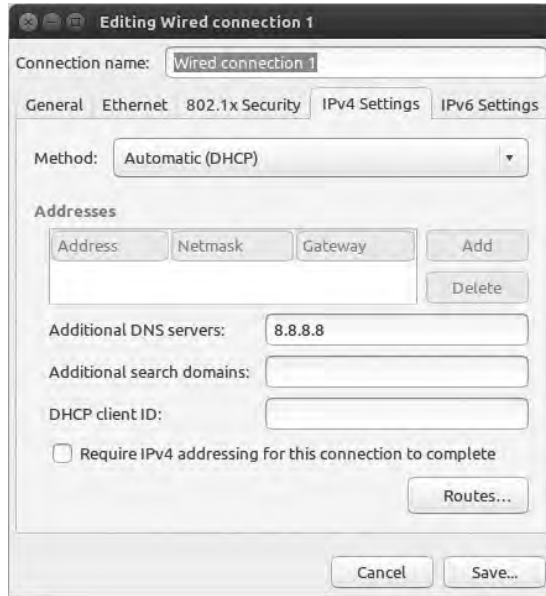 Editing Wired connection 1
Connection name: Wired connection 1
General Ethernet 802.1x Security IPv4 Settings IPv6 Settings
Method: Automatic (DHCP)
Addresses
Address Netmask Gateway Add
Delete
Additional DNS servers: 8.8.8.8
Additional search domains:
DHCP client ID:
Require IPv4 addressing for this connection to complete
Routes...
Cancel Save...